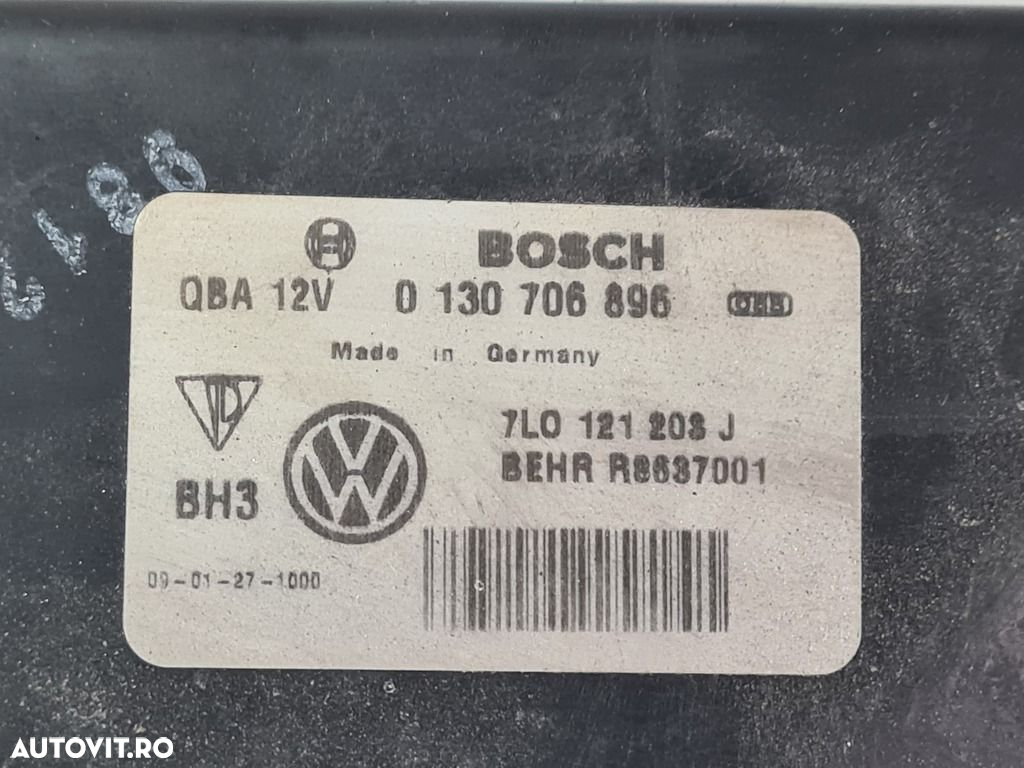 BOSCH
QBA 12V 0 130 706 896
Made in Germany
7L0 121 203 J
BEHR R8637001
BH3
09-01-27-1000
AUTOVIT.RO